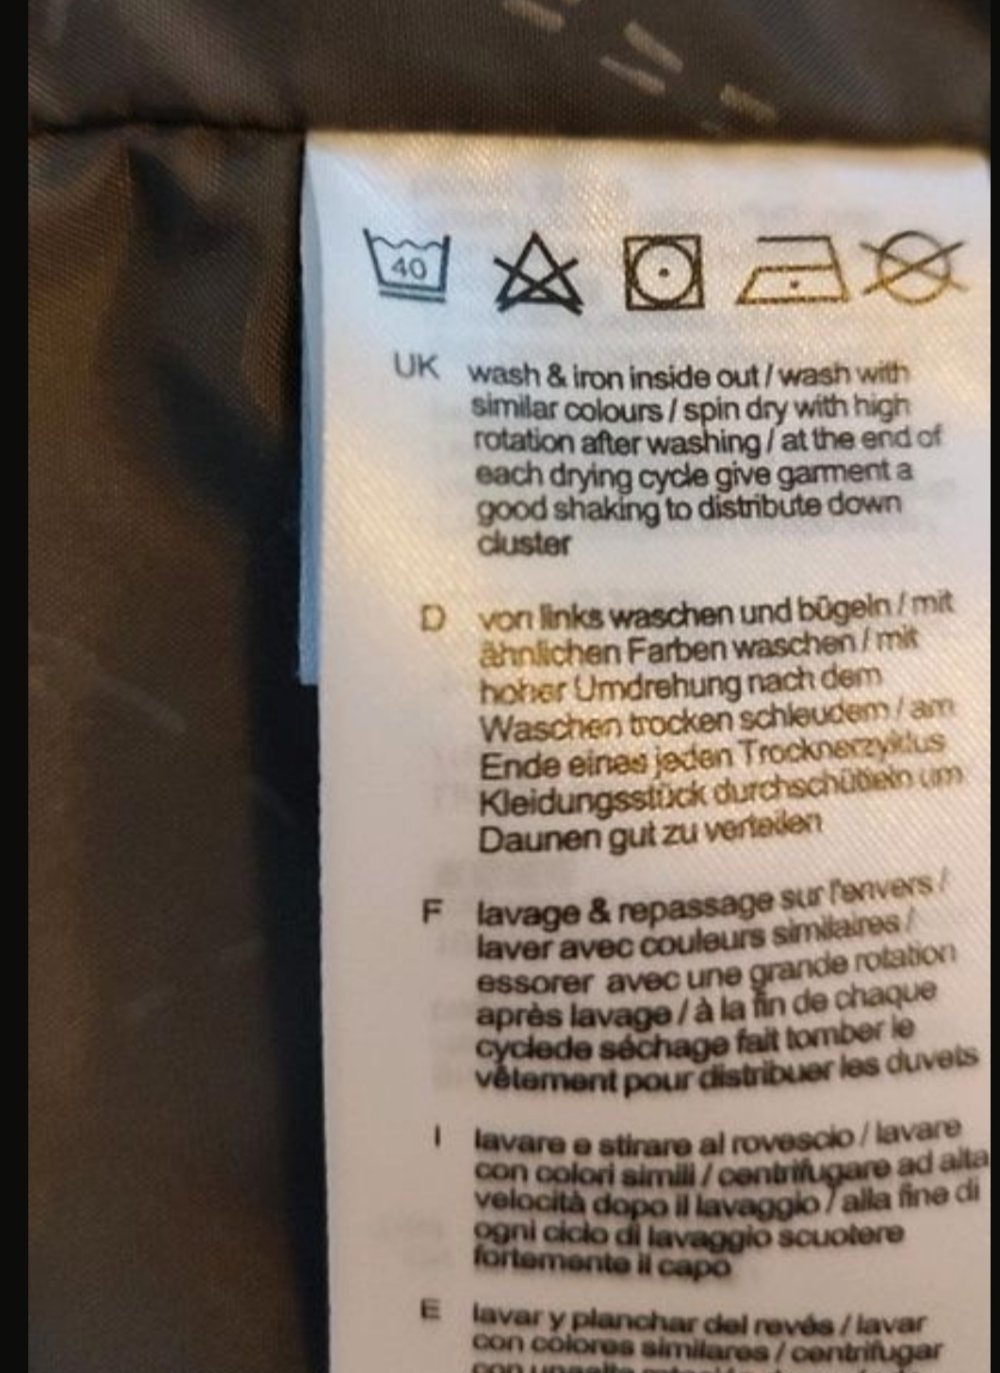 40
UK wash & iron inside out / wash with
similar colours / spin dry with high
rotation after washing / at the end of
each drying cycle give garment a
good shaking to distribute down
cluster
D von links waschen und bügeln / mit
ähnlichen Farben waschen / mit
hoher Umdrehung nach dem
Waschen trocken schleudern / am
Ende eines jeden Trocknerzyklus
Kleidungsstück durchschütteln um
Daunen gut zu verteilen
F lavage & repassage sur l'envers /
laver avec couleurs similaires /
essorer avec une grande rotation
après lavage / à la fin de chaque
cyclede séchage fait tomber le
vêtement pour distribuer les duvets
I lavare e stirare al rovescio / lavare
con colori simili / centrifugare ad alta
velocità dopo il lavaggio / alla fine di
ogni ciclo di lavaggio scuotere
fortemente il capo
E lavar y planchar del revés / lavar
con colores similares / centrifugar
con